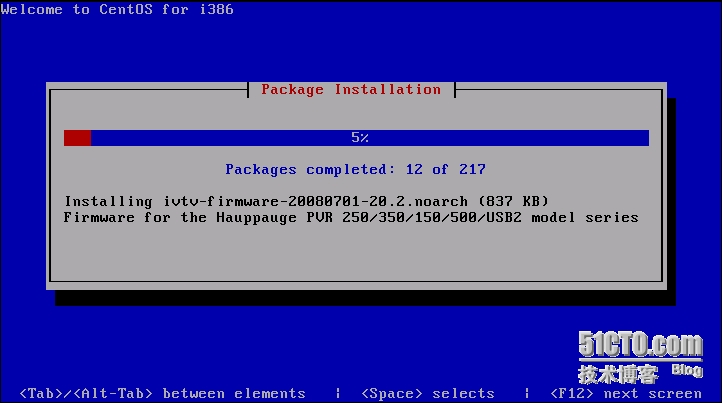 Welcome to CentOS for i386
Package Installation
5%
Packages completed: 12 of 217
Installing ivtv-firmware-20080701-20.2.noarch (837 KB)
Firmware for the Hauppauge PVR 250/350/150/500/USB2 model series
51CTO.com
技术博客 Blog
<Tab>/<Alt-Tab> between elements | <Space> selects | <F12> next screen